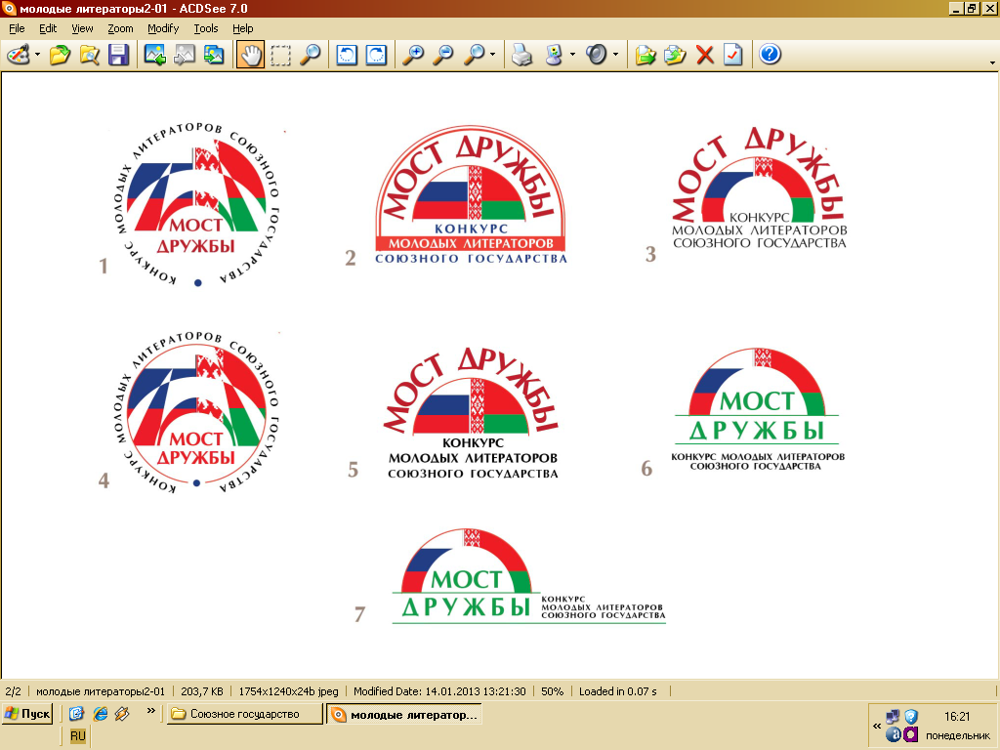 молодые литераторы2-01 - ACDSee 7.0
File Edit View Zoom Modify Tools Help
КОНКУРС МОЛОДЫХ ЛИТЕРАТОРОВ СОЮЗНОГО ГОСУДАРСТВА
МОСТ
ДРУЖБЫ
1
МОСТ ДРУЖБЫ
КОНКУРС
МОЛОДЫХ ЛИТЕРАТОРОВ
СОЮЗНОГО ГОСУДАРСТВА
2
МОСТ ДРУЖБЫ
КОНКУРС
МОЛОДЫХ ЛИТЕРАТОРОВ
СОЮЗНОГО ГОСУДАРСТВА
3
КОНКУРС МОЛОДЫХ ЛИТЕРАТОРОВ СОЮЗНОГО ГОСУДАРСТВА
МОСТ
ДРУЖБЫ
4
МОСТ ДРУЖБЫ
КОНКУРС
МОЛОДЫХ ЛИТЕРАТОРОВ
СОЮЗНОГО ГОСУДАРСТВА
5
МОСТ
ДРУЖБЫ
КОНКУРС МОЛОДЫХ ЛИТЕРАТОРОВ
СОЮЗНОГО ГОСУДАРСТВА
6
МОСТ
ДРУЖБЫ
КОНКУРС
МОЛОДЫХ ЛИТЕРАТОРОВ
СОЮЗНОГО ГОСУДАРСТВА
7
2/2 молодые литераторы2-01 203,7 KB 1754x1240x24b jpeg Modified Date: 14.01.2013 13:21:30 50% Loaded in 0.07 s
Пуск » Союзное государство молодые литератор... « 16:21
RU понедельник